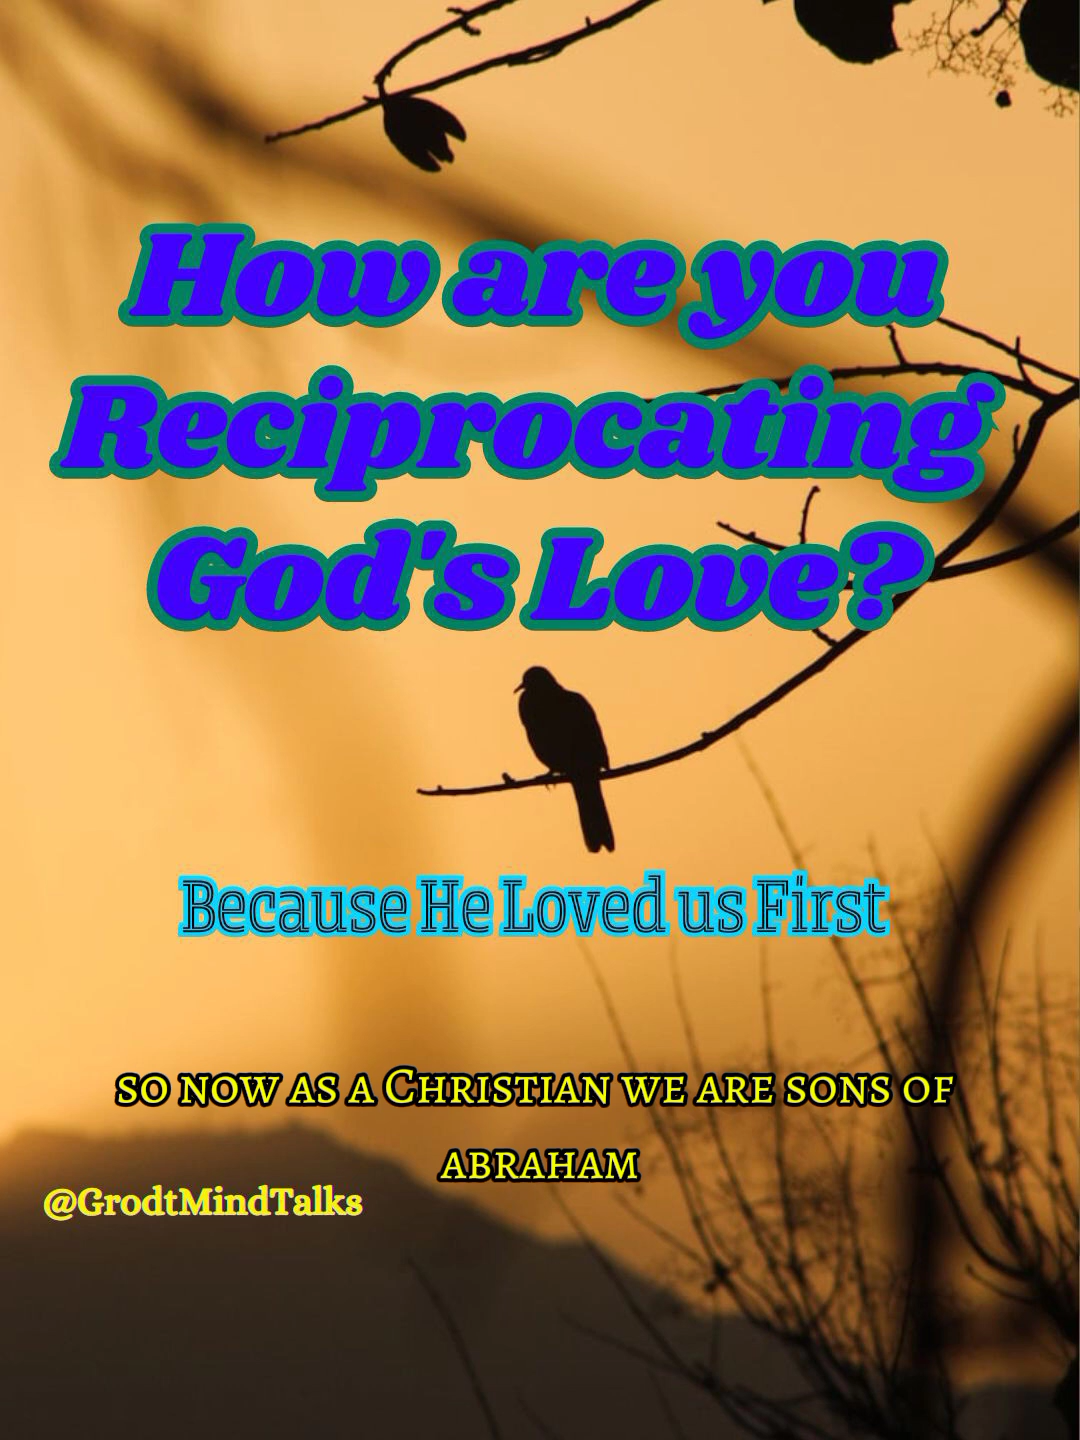 How are you
Reciprocating
God's Love?
Because He Loved us First
so now as a Christian we are sons of
abraham
@GrodtMindTalks